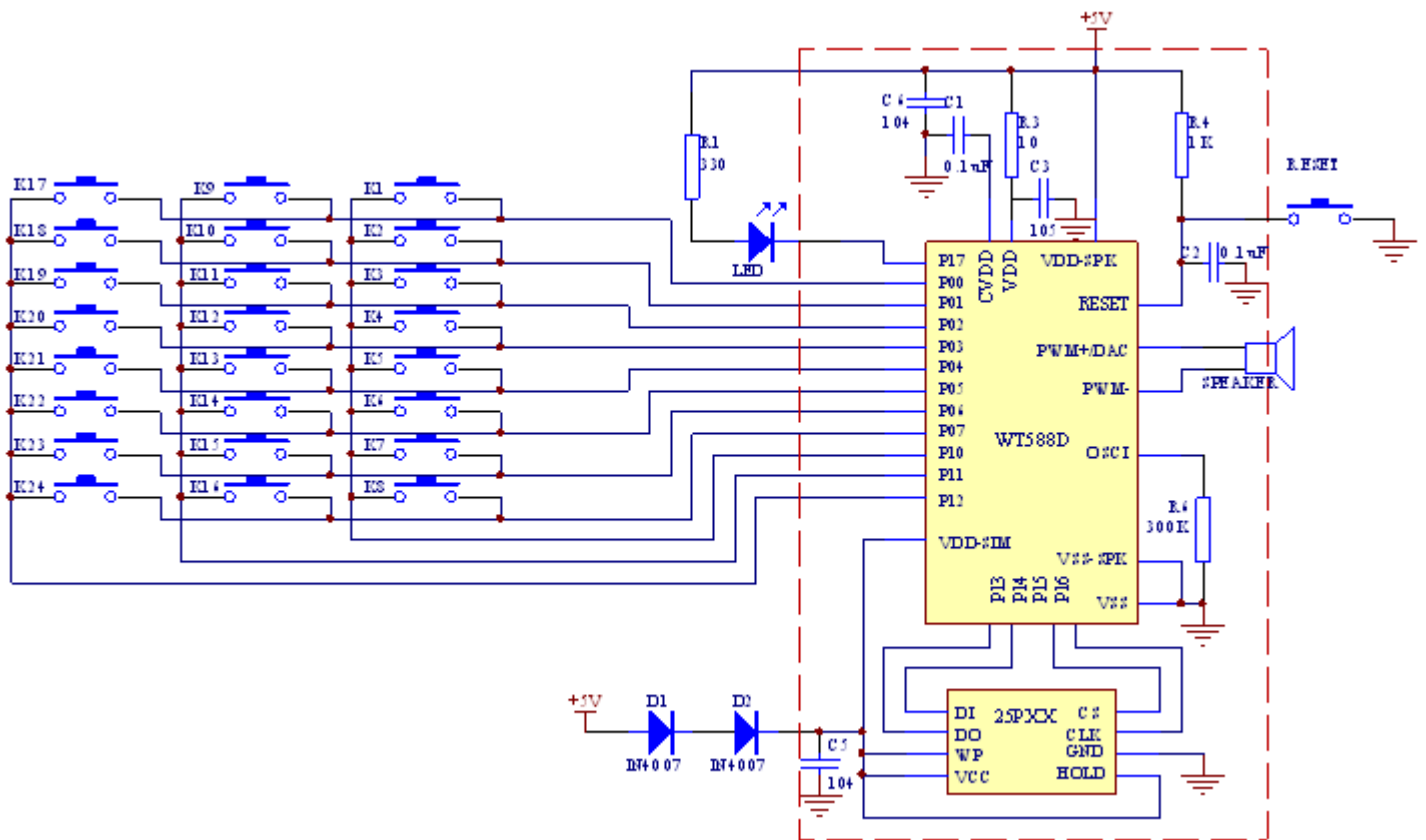 +5V
C6
104
C1
0.1uF
R3
10
C3
105
R4
1K
RESET
C2 0.1uF
R1
330
LED
K17 K9 K1
K18 K10 K2
K19 K11 K3
K20 K12 K4
K21 K13 K5
K22 K14 K6
K23 K15 K7
K24 K16 K8
P17
P00
P01
P02
P03
P04
P05
P06
P07
P10
P11
P12
VDD-SIM
CVDD
VDD
VDD-SPK
RESET
PWM+/DAC
PWM-
SPEAKER
WT588D
OSCI
R6
300K
VSS-SPK
VSS
P13
P14
P15
P16
+5V
D1
IN4007
D2
IN4007
C5
104
25PXX
DI
DO
WP
VCC
CS
CLK
GND
HOLD